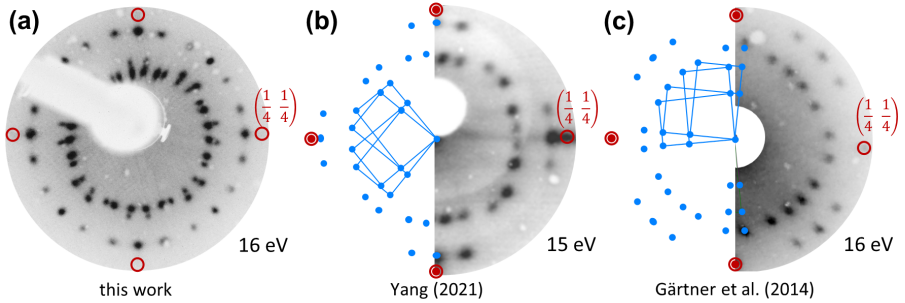 (a)
(b)
(c)
(1/4 1/4)
(1/4 1/4)
(1/4 1/4)
16 eV
15 eV
16 eV
this work
Yang (2021)
Gärtner et al. (2014)